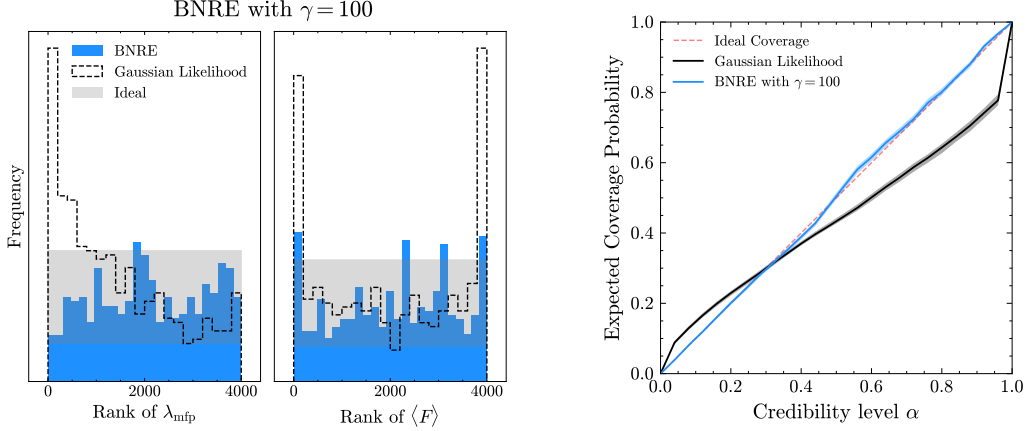 BNRE with γ = 100
BNRE
Gaussian Likelihood
Ideal
Frequency
0
2000
4000
Rank of λ_mfp
0
2000
4000
Rank of ⟨F⟩
1.0
0.8
0.6
0.4
0.2
0.0
Expected Coverage Probability
Ideal Coverage
Gaussian Likelihood
BNRE with γ = 100
0.0
0.2
0.4
0.6
0.8
1.0
Credibility level α